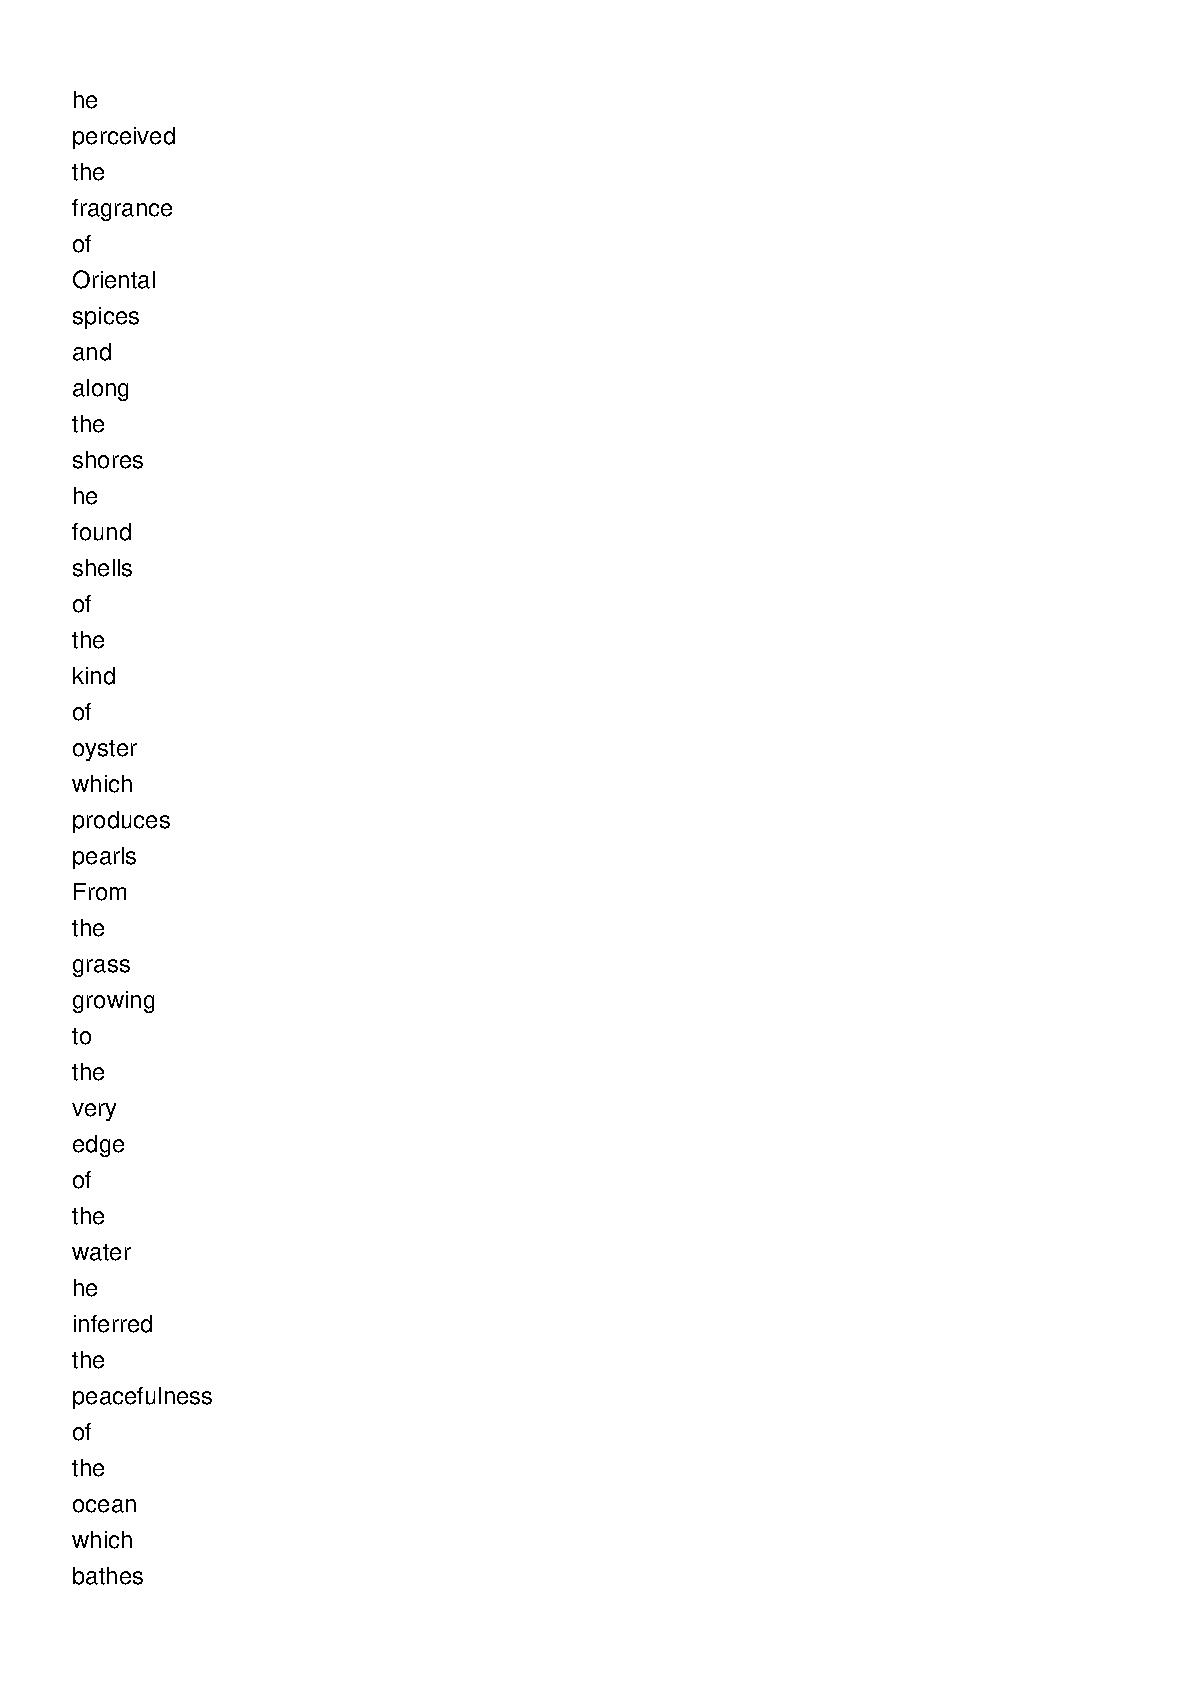 he
perceived
the
fragrance
of
Oriental
spices
and
along
the
shores
he
found
shells
of
the
kind
of
oyster
which
produces
pearls
From
the
grass
growing
to
the
very
edge
of
the
water
he
inferred
the
peacefulness
of
the
ocean
which
bathes